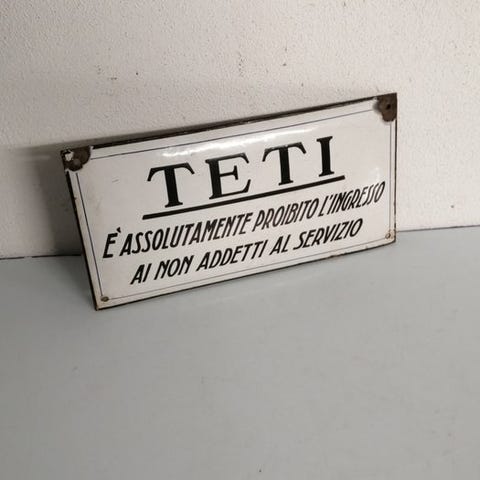 TETI
È ASSOLUTAMENTE PROIBITO L'INGRESSO
AI NON ADDETTI AL SERVIZIO